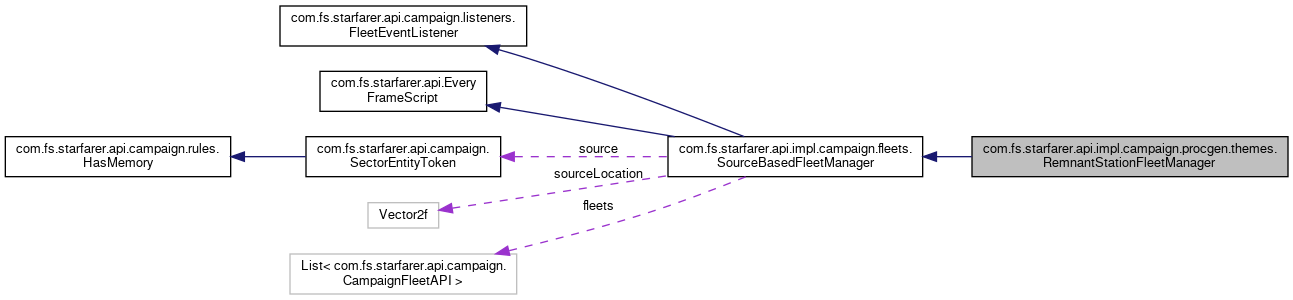 com.fs.starfarer.api.campaign.listeners.
FleetEventListener
com.fs.starfarer.api.Every
FrameScript
com.fs.starfarer.api.campaign.rules.
HasMemory
com.fs.starfarer.api.campaign.
SectorEntityToken
source
com.fs.starfarer.api.impl.campaign.fleets.
SourceBasedFleetManager
com.fs.starfarer.api.impl.campaign.procgen.themes.
RemnantStationFleetManager
sourceLocation
Vector2f
fleets
List< com.fs.starfarer.api.campaign.
CampaignFleetAPI >